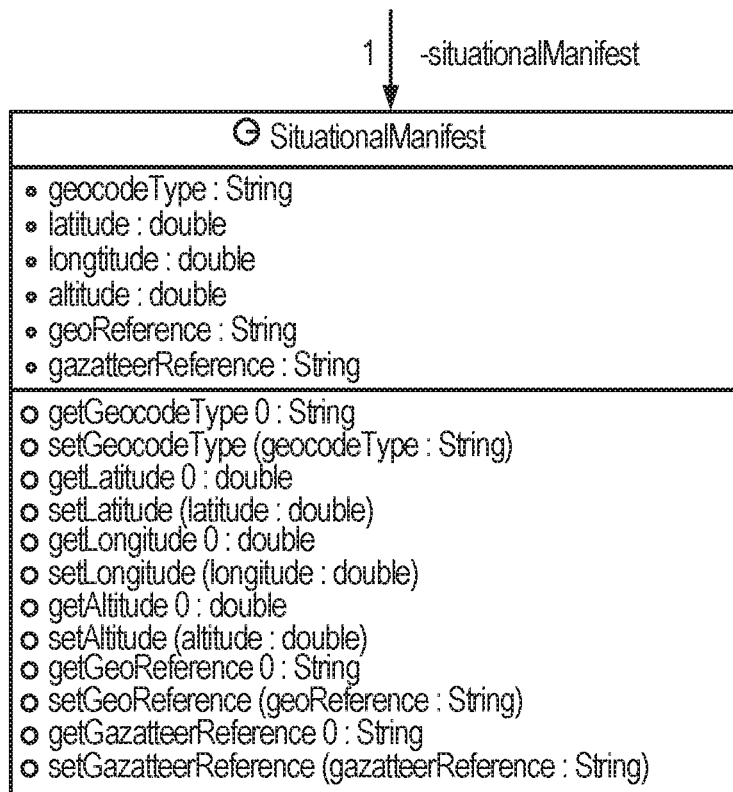 1 -situationalManifest
SituationalManifest
geocodeType : String
latitude : double
longtitude : double
altitude : double
geoReference : String
gazatteerReference : String
getGeocodeType 0 : String
setGeocodeType (geocodeType : String)
getLatitude 0 : double
setLatitude (latitude : double)
getLongitude 0 : double
setLongitude (longitude : double)
getAltitude 0 : double
setAltitude (altitude : double)
getGeoReference 0 : String
setGeoReference (geoReference : String)
getGazatteerReference 0 : String
setGazatteerReference (gazatteerReference : String)